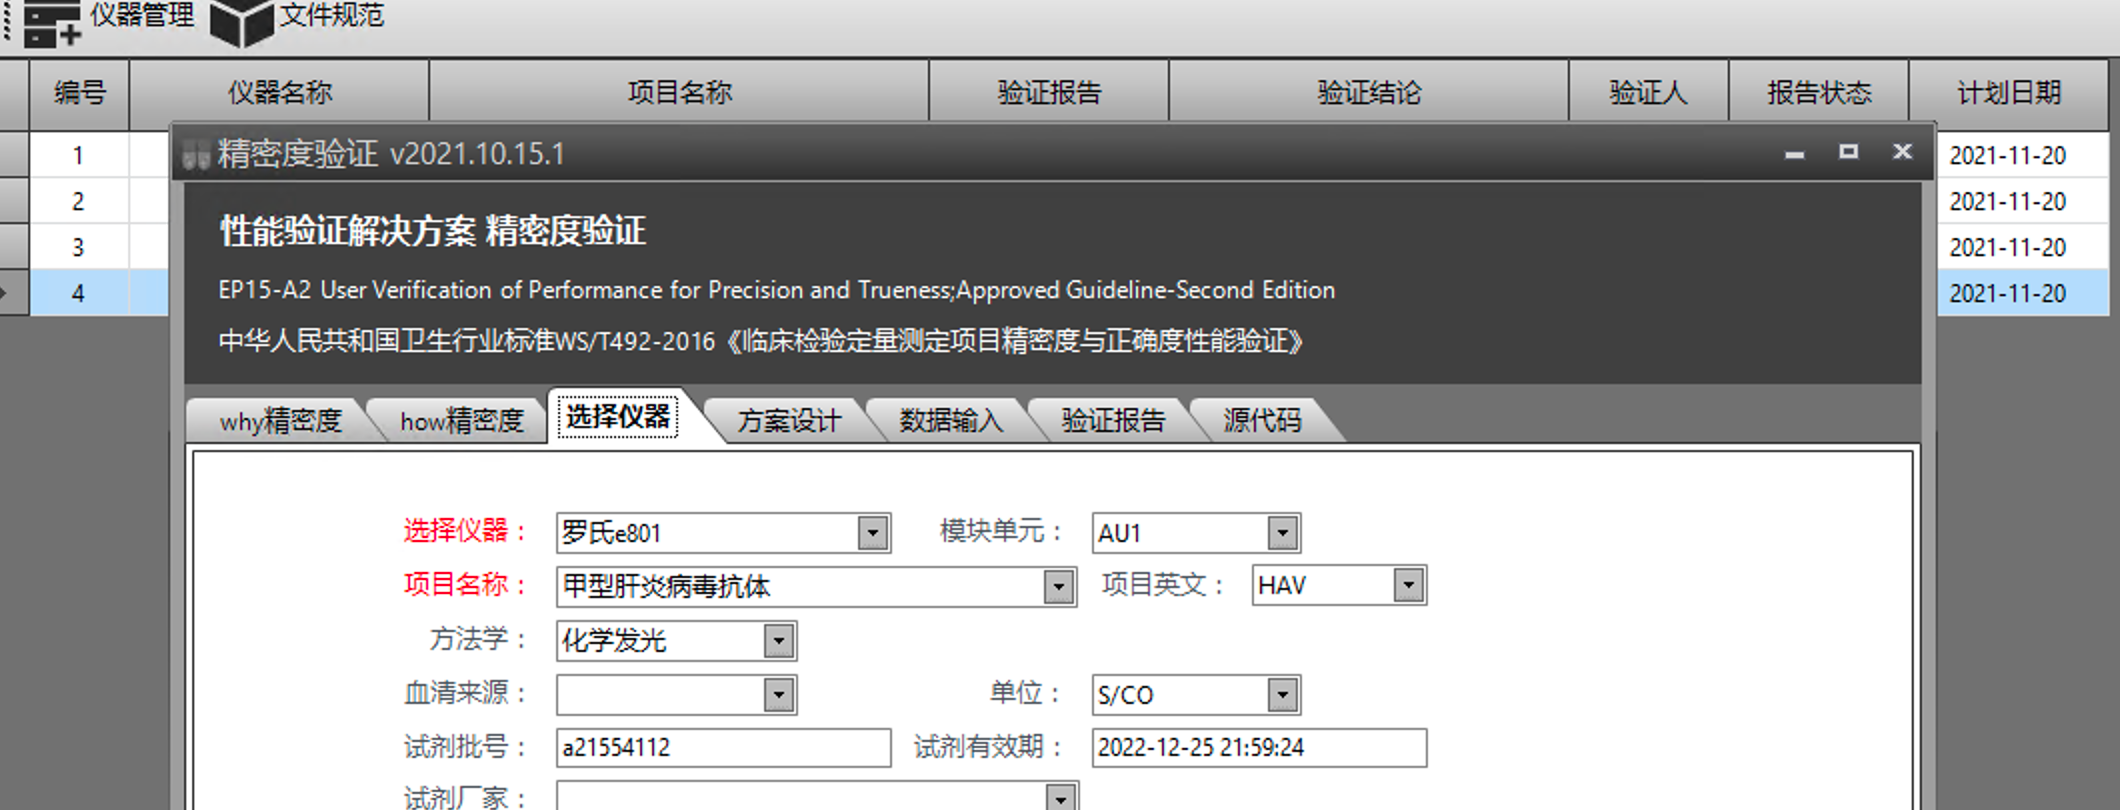 仪器管理 文件规范
编号 仪器名称 项目名称 验证报告 验证结论 验证人 报告状态 计划日期
1 2021-11-20
2 2021-11-20
3 2021-11-20
4 2021-11-20
精密度验证 v2021.10.15.1
性能验证解决方案 精密度验证
EP15-A2 User Verification of Performance for Precision and Trueness;Approved Guideline-Second Edition
中华人民共和国卫生行业标准WS/T492-2016《临床检验定量测定项目精密度与正确度性能验证》
why精密度 how精密度 选择仪器 方案设计 数据输入 验证报告 源代码
选择仪器： 罗氏e801 模块单元： AU1
项目名称： 甲型肝炎病毒抗体 项目英文： HAV
方法学： 化学发光
血清来源： 单位： S/CO
试剂批号： a21554112 试剂有效期： 2022-12-25 21:59:24
试剂厂家：